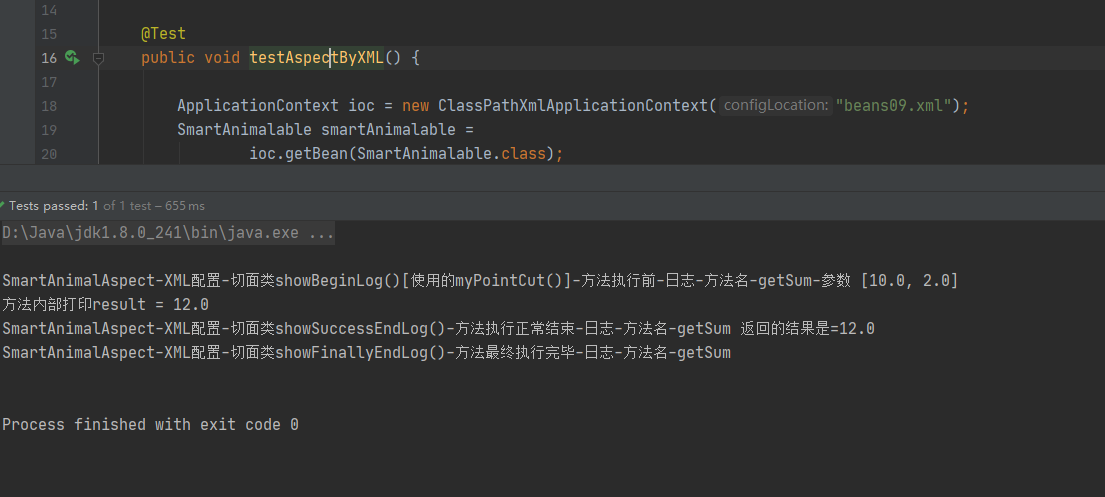 14
15 @Test
16 public void testAspectByXML() {
17
18 ApplicationContext ioc = new ClassPathXmlApplicationContext( configLocation: "beans09.xml");
19 SmartAnimalable smartAnimalable =
20 ioc.getBean(SmartAnimalable.class);
Tests passed: 1 of 1 test – 655 ms
D:\Java\jdk1.8.0_241\bin\java.exe ...
SmartAnimalAspect-XML配置-切面类showBeginLog()[使用的myPointCut()]-方法执行前-日志-方法名-getSum-参数 [10.0, 2.0]
方法内部打印result = 12.0
SmartAnimalAspect-XML配置-切面类showSuccessEndLog()-方法执行正常结束-日志-方法名-getSum 返回的结果是=12.0
SmartAnimalAspect-XML配置-切面类showFinallyEndLog()-方法最终执行完毕-日志-方法名-getSum
Process finished with exit code 0